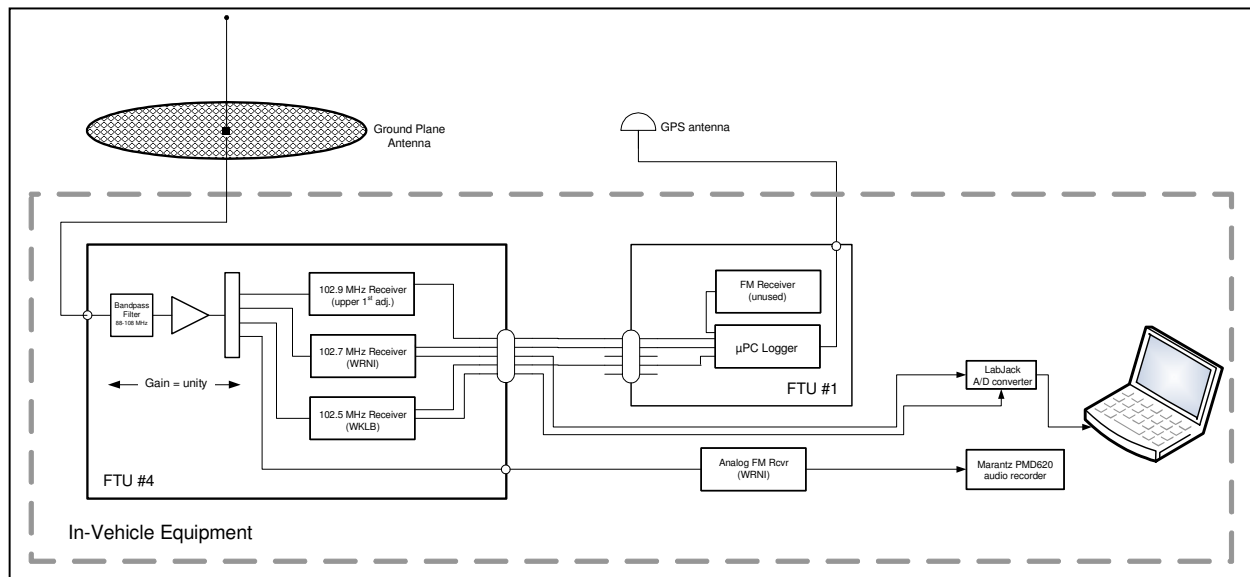 Ground Plane
Antenna
GPS antenna
Bandpass
Filter
88-108 MHz
Gain = unity
102.9 MHz Receiver
(upper 1st adj.)
102.7 MHz Receiver
(WRNI)
102.5 MHz Receiver
(WKLB)
FTU #4
FM Receiver
(unused)
µPC Logger
FTU #1
LabJack
A/D converter
Analog FM Rcvr
(WRNI)
Marantz PMD620
audio recorder
In-Vehicle Equipment